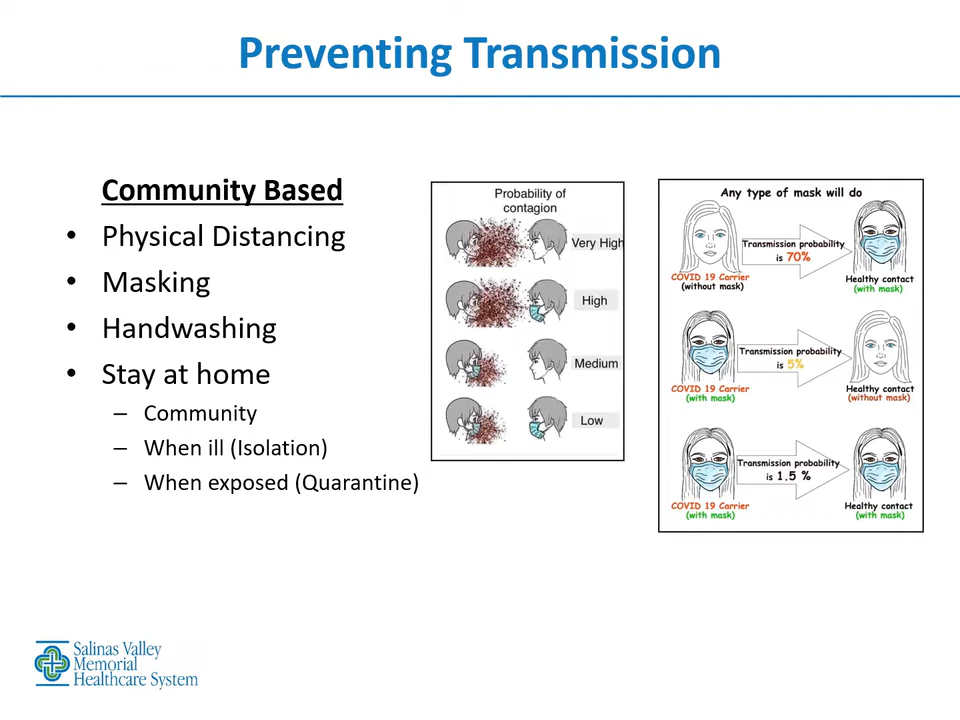 Preventing Transmission
Community Based
• Physical Distancing
• Masking
• Handwashing
• Stay at home
– Community
– When ill (Isolation)
– When exposed (Quarantine)
Probability of
contagion
Very High
High
Medium
Low
Any type of mask will do
Transmission probability
is 70%
COVID 19 Carrier
(without mask)
Healthy contact
(with mask)
Transmission probability
is 5%
COVID 19 Carrier
(with mask)
Healthy contact
(without mask)
Transmission probability
is 1.5 %
COVID 19 Carrier
(with mask)
Healthy contact
(with mask)
Salinas Valley
Memorial
Healthcare System